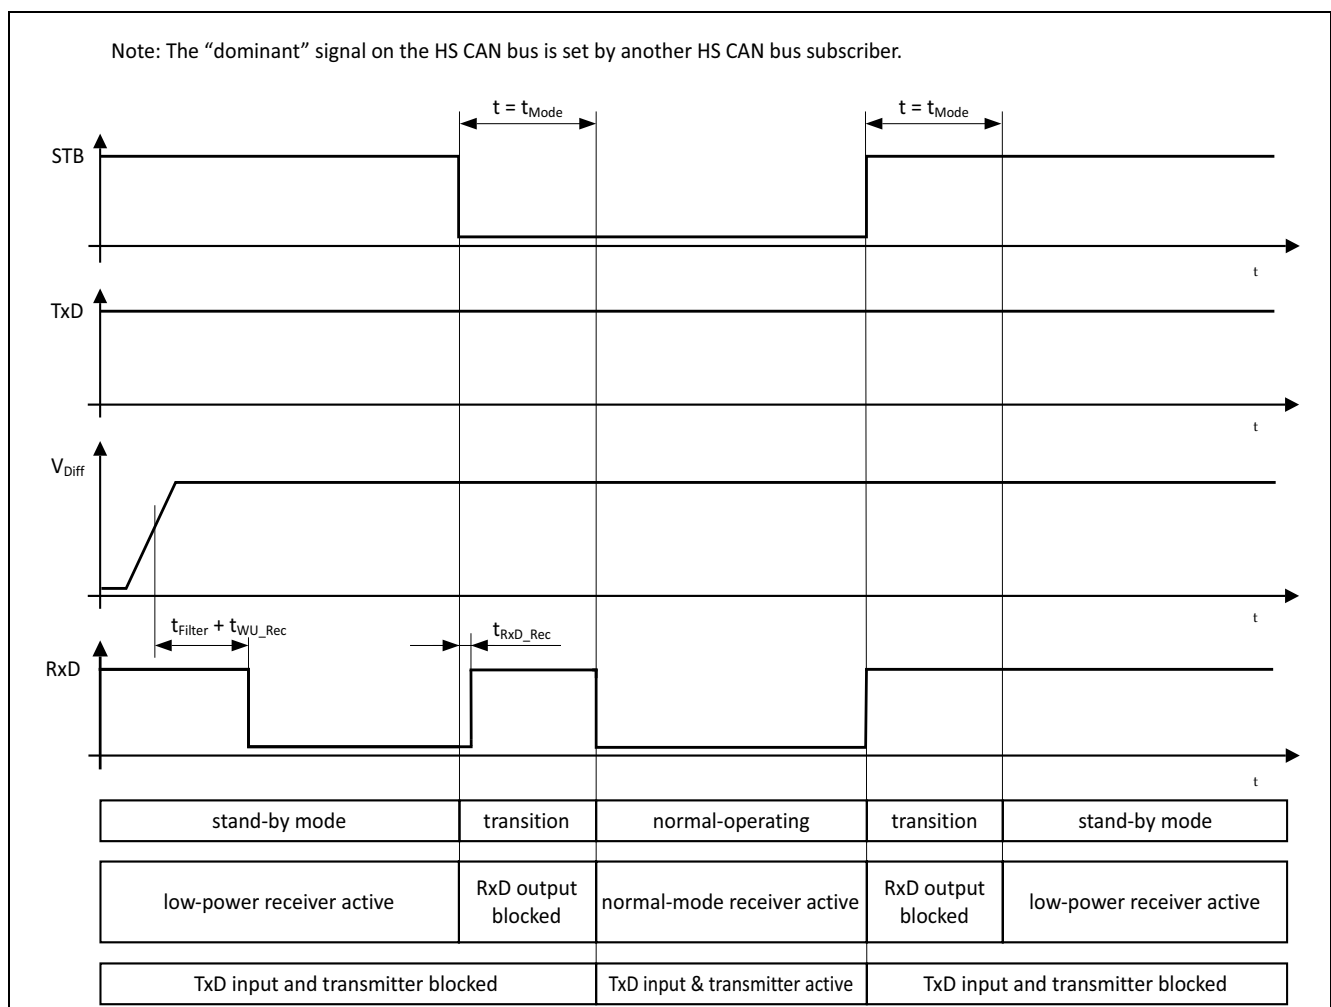 Note: The “dominant” signal on the HS CAN bus is set by another HS CAN bus subscriber.
t = tMode
t = tMode
STB
t
TxD
t
VDiff
t
tFilter + tWU_Rec
tRxD_Rec
RxD
t
stand-by mode
transition
normal-operating
transition
stand-by mode
low-power receiver active
RxD output
blocked
normal-mode receiver active
RxD output
blocked
low-power receiver active
TxD input and transmitter blocked
TxD input & transmitter active
TxD input and transmitter blocked